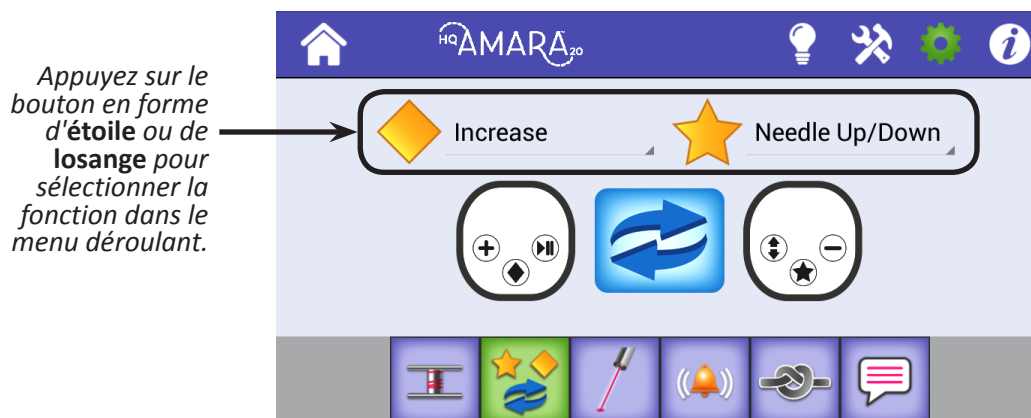 HQ AMARA 20
Appuyez sur le
bouton en forme
d'étoile ou de
losange pour
sélectionner la
fonction dans le
menu déroulant.
Increase
Needle Up/Down